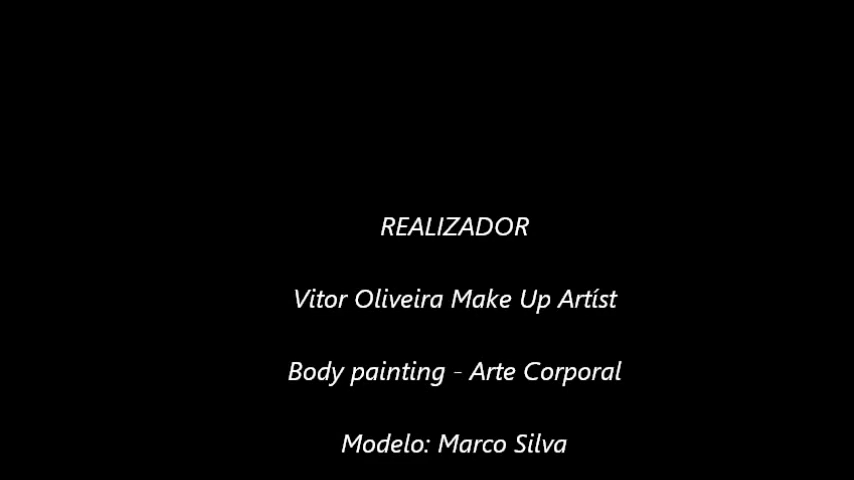 REALIZADOR
Vitor Oliveira Make Up Artíst
Body painting - Arte Corporal
Modelo: Marco Silva